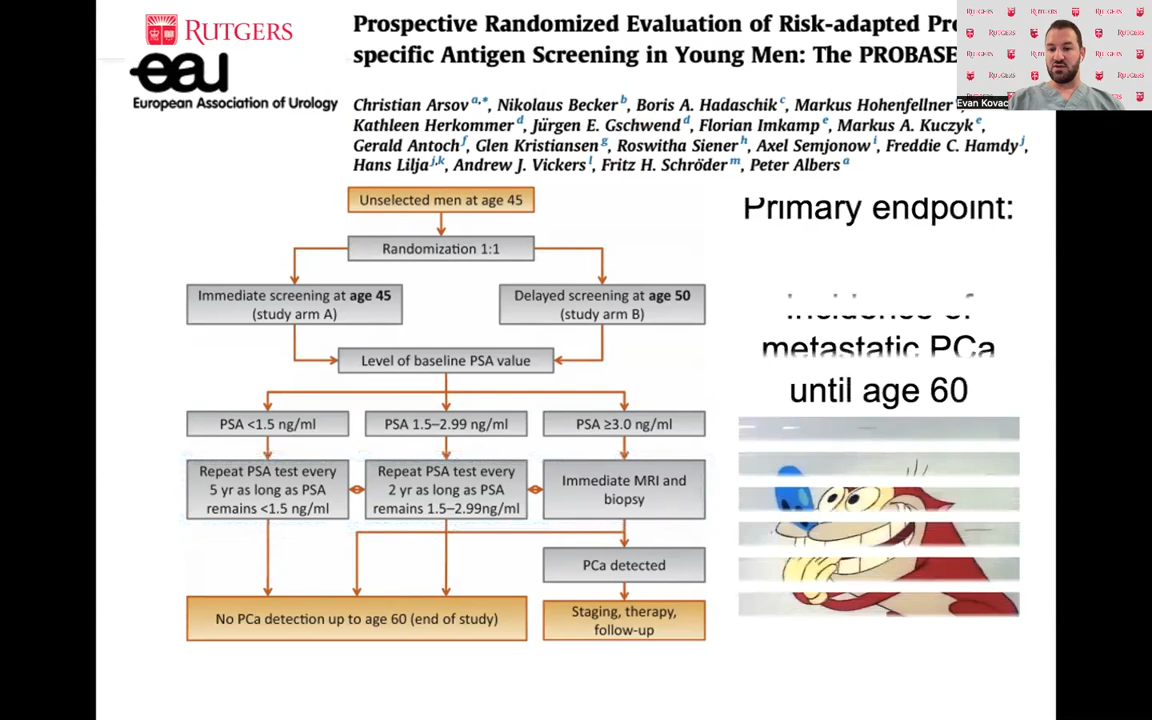 RUTGERS
eau
European Association of Urology
Prospective Randomized Evaluation of Risk-adapted
specific Antigen Screening in Young Men: The PROBASE
Christian Arsov a,*, Nikolaus Becker b, Boris A. Hadaschik c, Markus Hohenfellner
Kathleen Herkommer d, Jürgen E. Gschwend d, Florian Imkamp e, Markus A. Kuczyk e,
Gerald Antoch f, Glen Kristiansen g, Roswitha Siener h, Axel Semjonow i, Freddie C. Hamdy j,
Hans Lilja j,k, Andrew J. Vickers l, Fritz H. Schröder m, Peter Albers a
Evan Kovac
Unselected men at age 45
Randomization 1:1
Immediate screening at age 45
(study arm A)
Delayed screening at age 50
(study arm B)
Level of baseline PSA value
PSA <1.5 ng/ml
PSA 1.5–2.99 ng/ml
PSA ≥3.0 ng/ml
Repeat PSA test every
5 yr as long as PSA
remains <1.5 ng/ml
Repeat PSA test every
2 yr as long as PSA
remains 1.5–2.99ng/ml
Immediate MRI and
biopsy
PCa detected
No PCa detection up to age 60 (end of study)
Staging, therapy,
follow-up
Primary endpoint:
metastatic PCa
until age 60